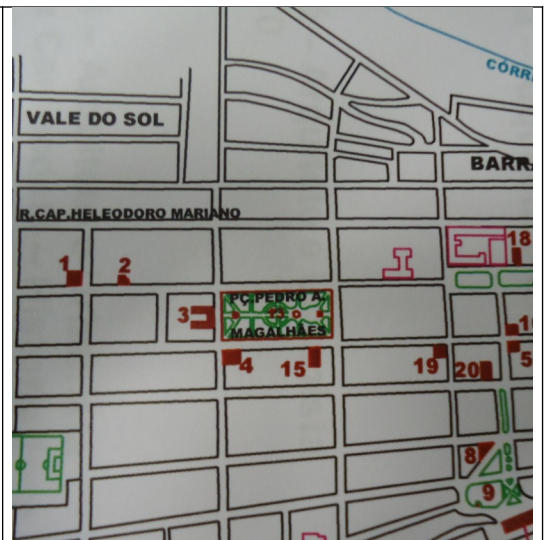 CÓRR
VALE DO SOL
BARR
R.CAP.HELEODORO MARIANO
18
1
2
PÇ.PEDRO A.
3
13
MAGALHÃES
4
15
19
20
5
8
9